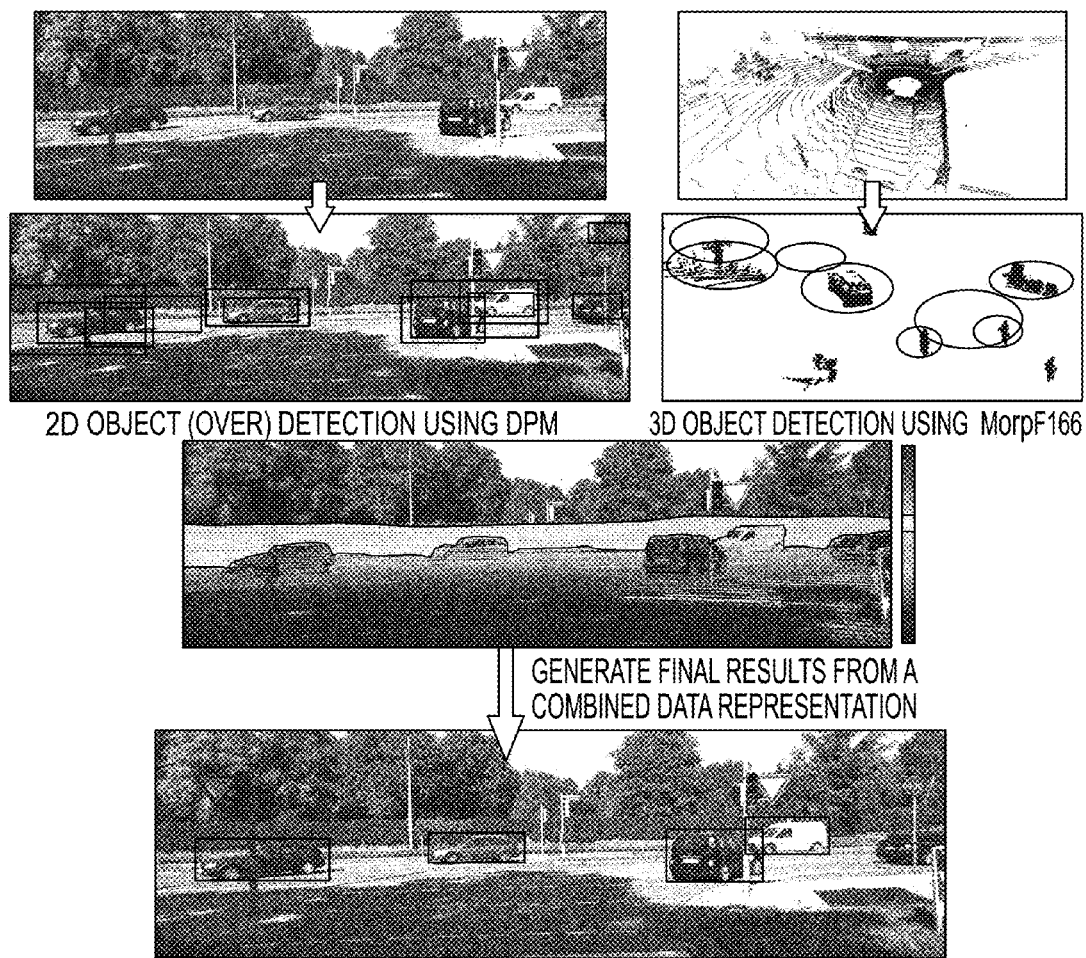 2D OBJECT (OVER) DETECTION USING DPM
3D OBJECT DETECTION USING MorpF166
GENERATE FINAL RESULTS FROM A
COMBINED DATA REPRESENTATION